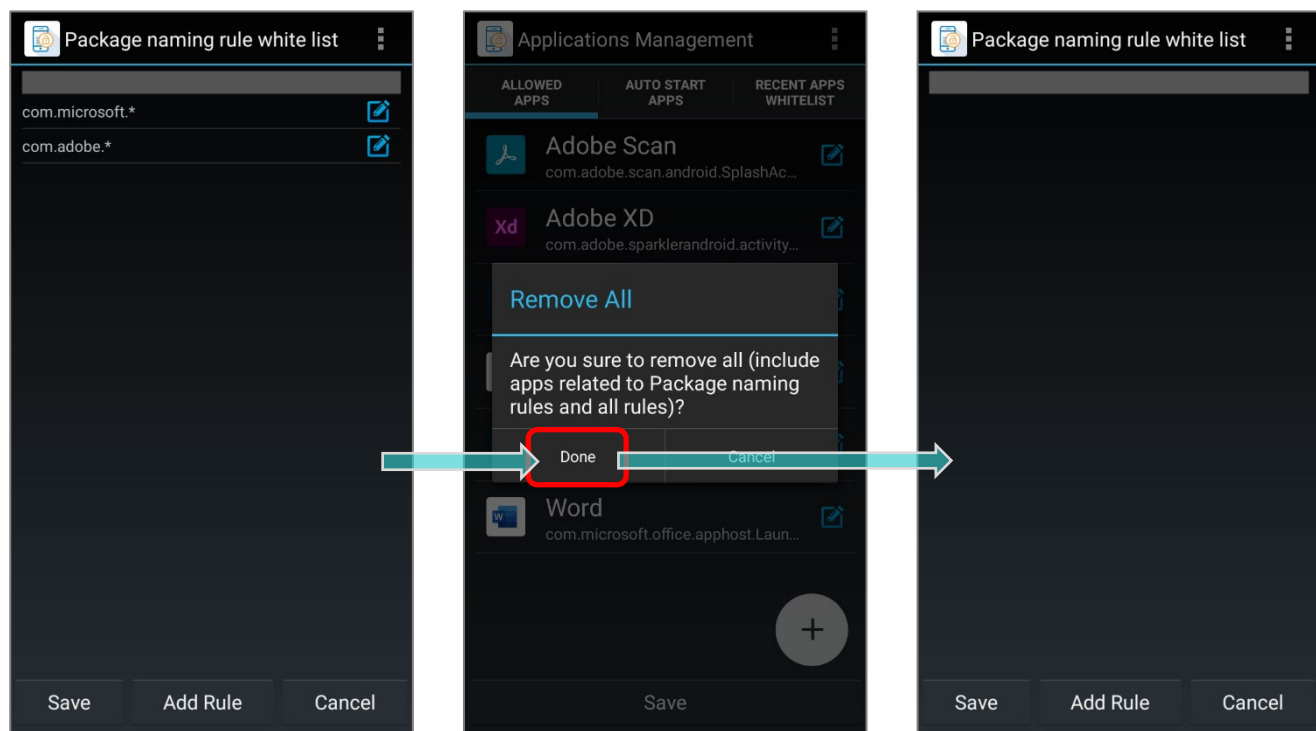 Package naming rule white list
com.microsoft.*
com.adobe.*
Save
Add Rule
Cancel
Applications Management
ALLOWED
APPS
AUTO START
APPS
RECENT APPS
WHITELIST
Adobe Scan
com.adobe.scan.android.SplashAc...
Xd
Adobe XD
com.adobe.sparklerandroid.activity...
Remove All
Are you sure to remove all (include
apps related to Package naming
rules and all rules)?
Done
Cancel
W
Word
com.microsoft.office.apphost.Laun...
+
Save
Package naming rule white list
Save
Add Rule
Cancel